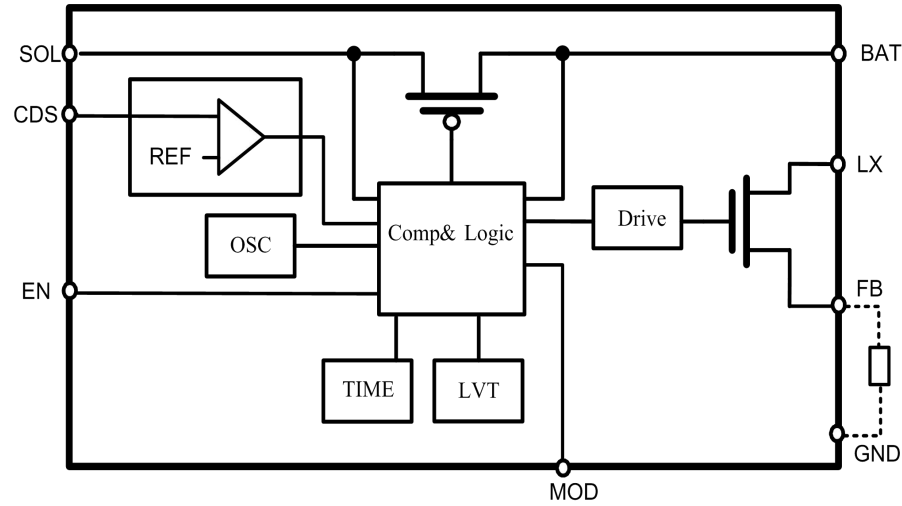 SOL
BAT
CDS
REF
LX
Comp& Logic
Drive
OSC
EN
FB
TIME
LVT
GND
MOD